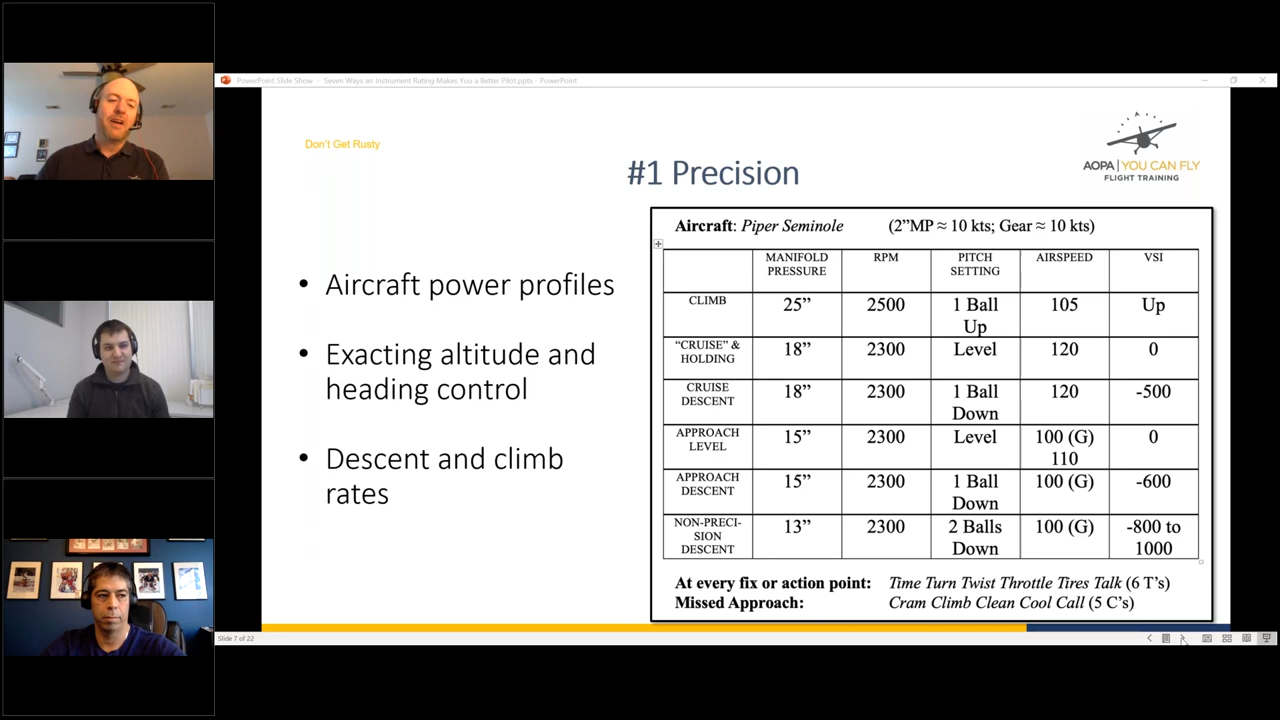 PowerPoint Slide Show - Seven Ways an Instrument Rating Makes You a Better Pilot.pptx - PowerPoint
Don't Get Rusty
AOPA | YOU CAN FLY
FLIGHT TRAINING
#1 Precision
• Aircraft power profiles
• Exacting altitude and
heading control
• Descent and climb
rates
Aircraft: Piper Seminole (2”MP ≈ 10 kts; Gear ≈ 10 kts)
MANIFOLD PRESSURE RPM PITCH SETTING AIRSPEED VSI
CLIMB 25” 2500 1 Ball Up 105 Up
“CRUISE” & HOLDING 18” 2300 Level 120 0
CRUISE DESCENT 18” 2300 1 Ball Down 120 -500
APPROACH LEVEL 15” 2300 Level 100 (G) 110 0
APPROACH DESCENT 15” 2300 1 Ball Down 100 (G) -600
NON-PRECI-SION DESCENT 13” 2300 2 Balls Down 100 (G) -800 to 1000
At every fix or action point: Time Turn Twist Throttle Tires Talk (6 T’s)
Missed Approach: Cram Climb Clean Cool Call (5 C’s)
Slide 7 of 22